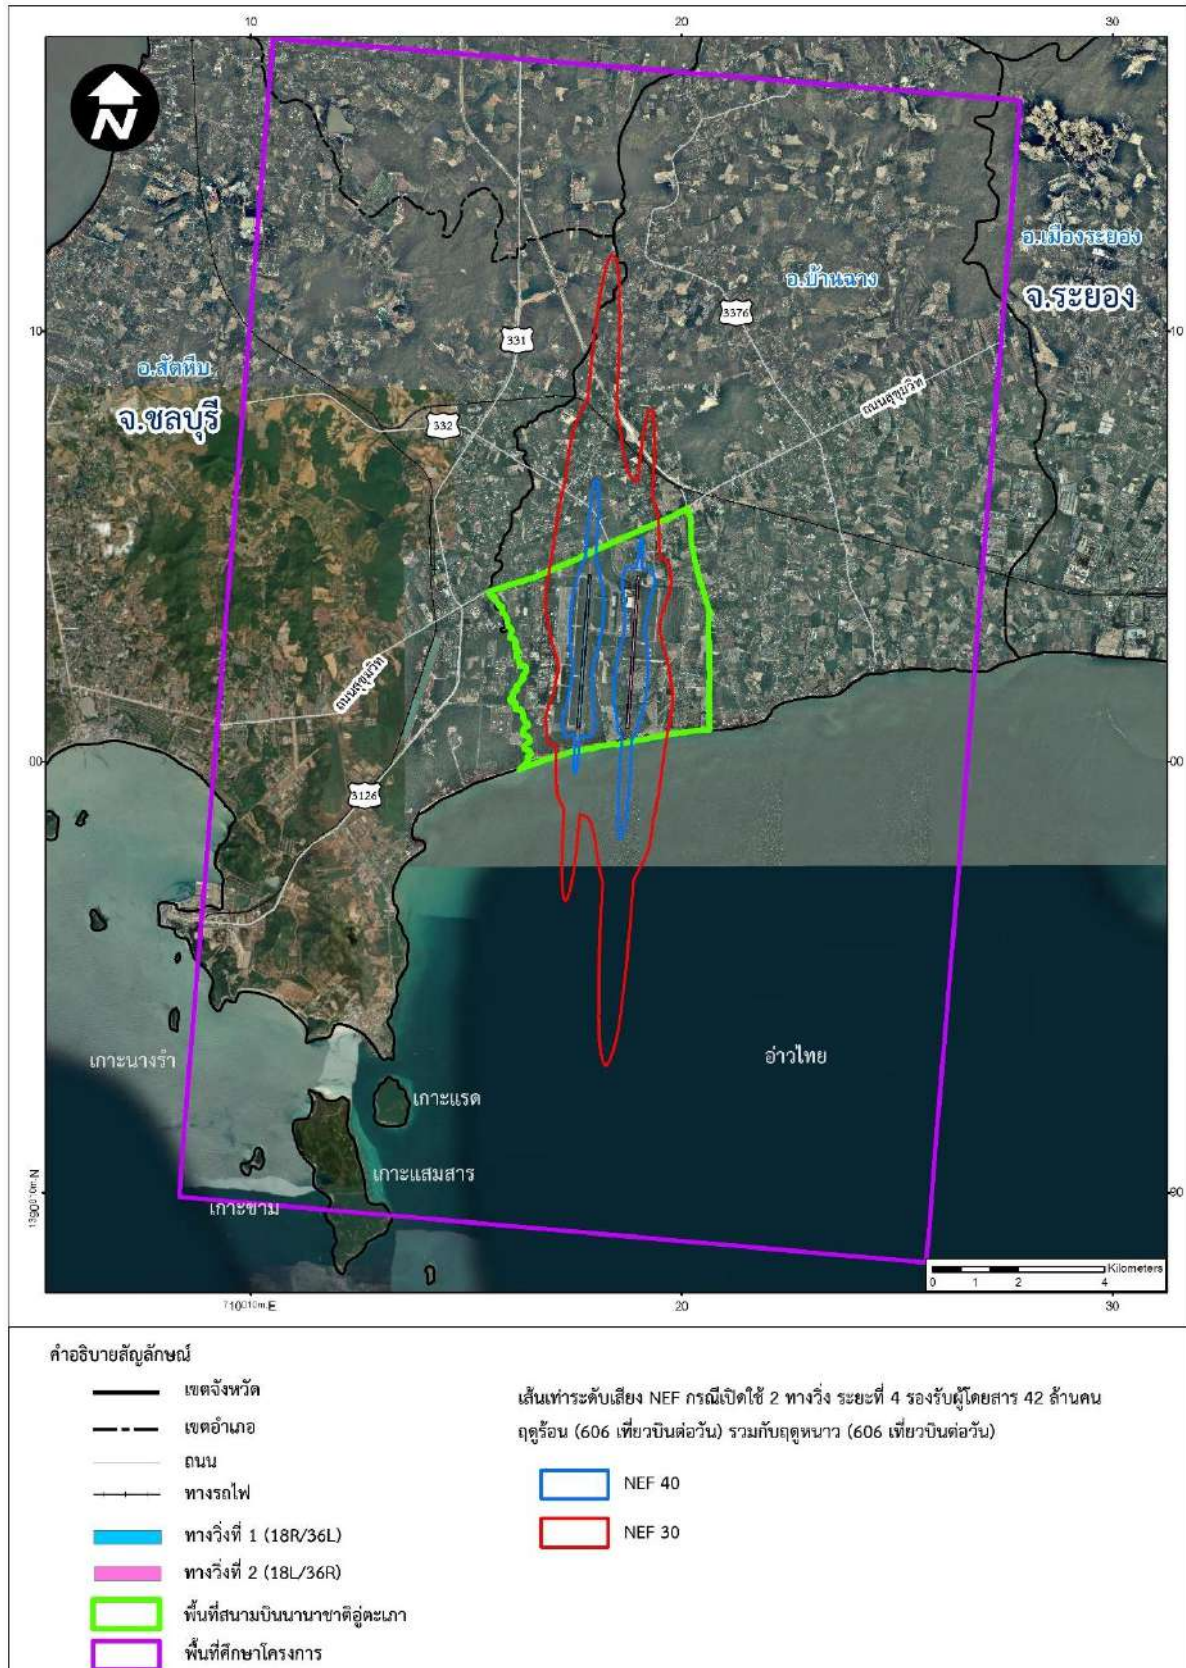 10 20 30
N
อ.เมืองระยอง
อ.บ้านฉาง
จ.ระยอง
3376
10 331 10
อ.สัตหีบ
ถนนสุขุมวิท
จ.ชลบุรี
332
ถนนสุขุมวิท
00 00
3126
อ่าวไทย
เกาะนางรำ
เกาะแรด
เกาะแสมสาร
เกาะขาม
1390010m.N 90
Kilometers
0 1 2 4
710010m.E 20 30
คำอธิบายสัญลักษณ์
เขตจังหวัด
เขตอำเภอ
ถนน
ทางรถไฟ
ทางวิ่งที่ 1 (18R/36L)
ทางวิ่งที่ 2 (18L/36R)
พื้นที่สนามบินนานาชาติอู่ตะเภา
พื้นที่ศึกษาโครงการ
เส้นเท่าระดับเสียง NEF กรณีเปิดใช้ 2 ทางวิ่ง ระยะที่ 4 รองรับผู้โดยสาร 42 ล้านคน
ฤดูร้อน (606 เที่ยวบินต่อวัน) รวมกับฤดูหนาว (606 เที่ยวบินต่อวัน)
NEF 40
NEF 30